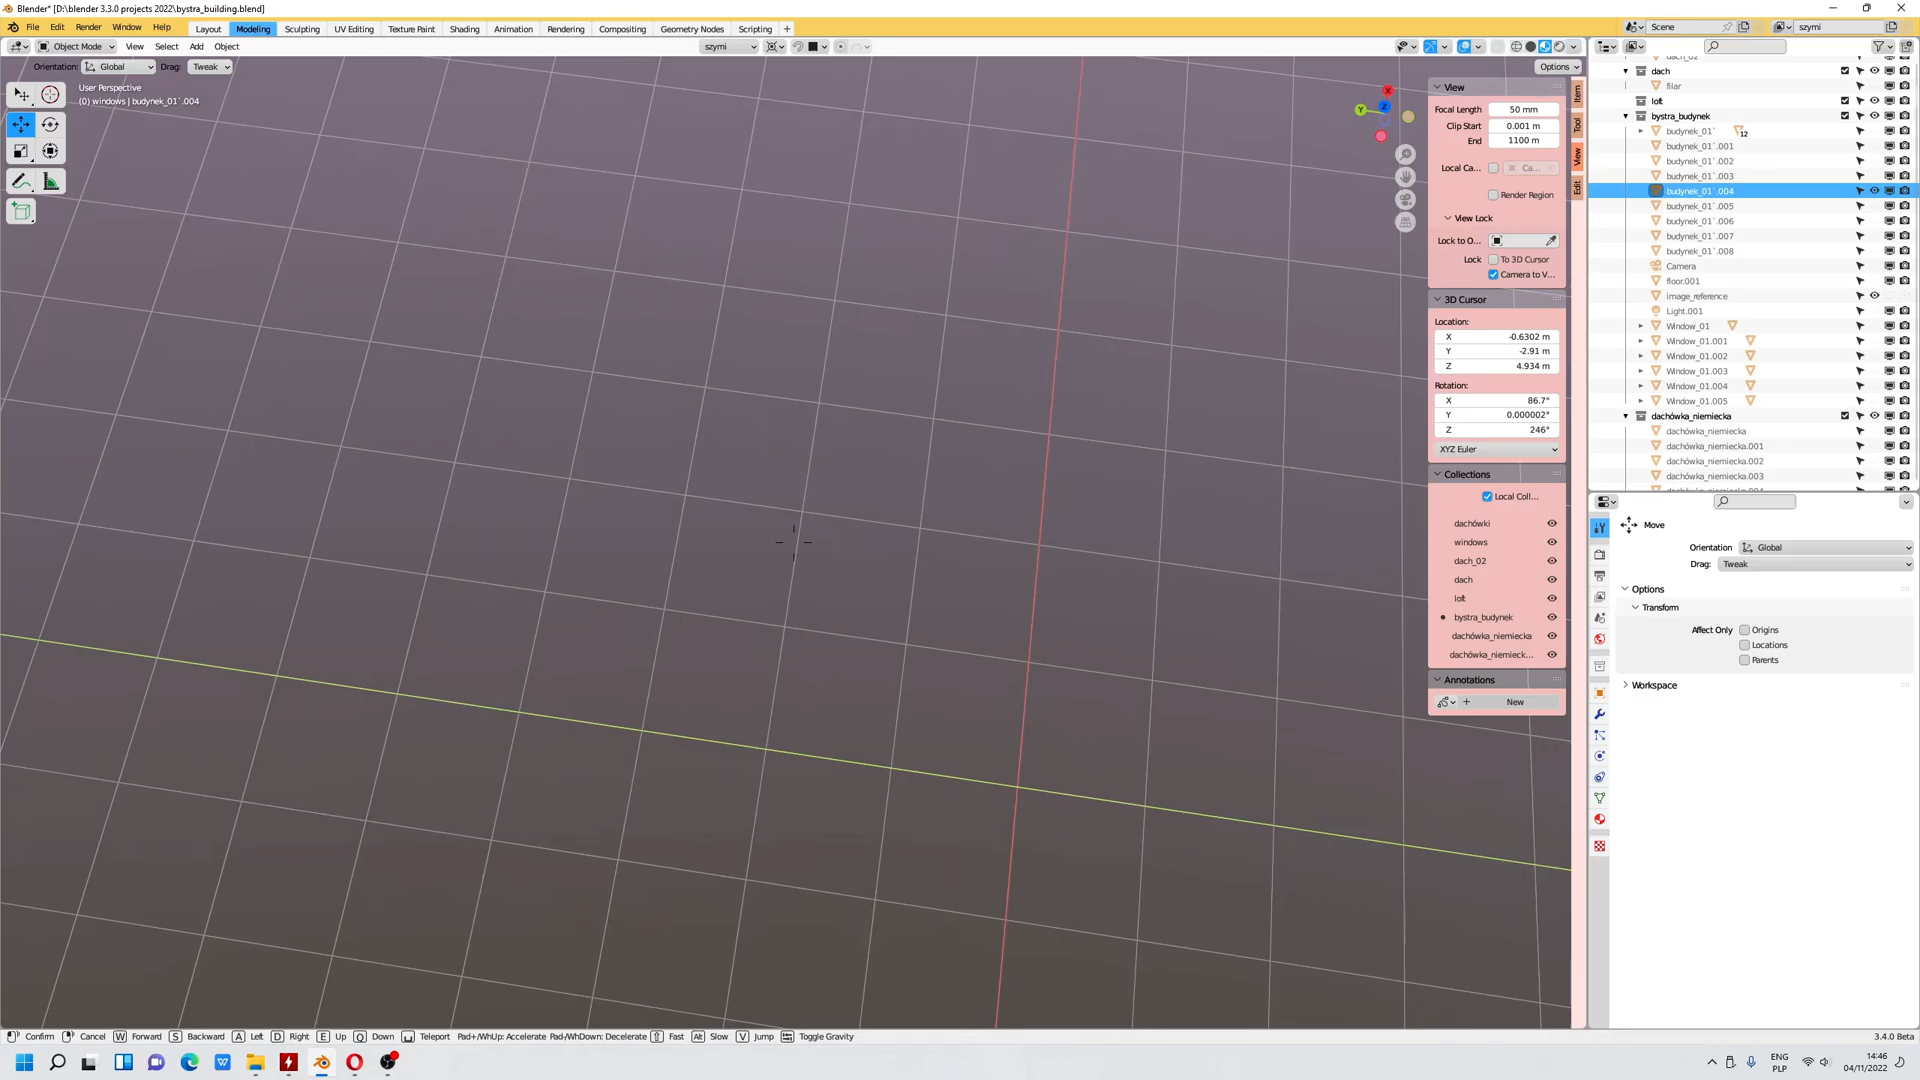 Blender* [D:\blender 3.3.0 projects 2022\bystra_building.blend]
File Edit Render Window Help Layout Modeling Sculpting UV Editing Texture Paint Shading Animation Rendering Compositing Geometry Nodes Scripting + Scene szymi
Object Mode View Select Add Object szymi
Orientation: Global Drag: Tweak Options
User Perspective
(0) windows | budynek_01`.004
X
Y
Z
Item
Tool
View
Edit
View
Focal Length 50 mm
Clip Start 0.001 m
End 1100 m
Local Ca... Ca...
Render Region
View Lock
Lock to O...
Lock To 3D Cursor
Camera to V...
3D Cursor
Location:
X -0.6302 m
Y -2.91 m
Z 4.934 m
Rotation:
X 86.7°
Y 0.000002°
Z 246°
XYZ Euler
Collections
Local Coll...
dachówki
windows
dach_02
dach
loft
bystra_budynek
dachówka_niemiecka
dachówka_niemieck...
Annotations
+ New
dach_02
dach
filar
loft
bystra_budynek
budynek_01` 12
budynek_01`.001
budynek_01`.002
budynek_01`.003
budynek_01`.004
budynek_01`.005
budynek_01`.006
budynek_01`.007
budynek_01`.008
Camera
floor.001
image_reference
Light.001
Window_01
Window_01.001
Window_01.002
Window_01.003
Window_01.004
Window_01.005
dachówka_niemiecka
dachówka_niemiecka
dachówka_niemiecka.001
dachówka_niemiecka.002
dachówka_niemiecka.003
Move
Orientation Global
Drag: Tweak
Options
Transform
Affect Only Origins
Locations
Parents
Workspace
Confirm Cancel W Forward S Backward A Left D Right E Up Q Down Teleport Pad+/WhUp: Accelerate Pad-/WhDown: Decelerate Fast Alt Slow V Jump Toggle Gravity 3.4.0 Beta
ENG
PLP
14:46
04/11/2022